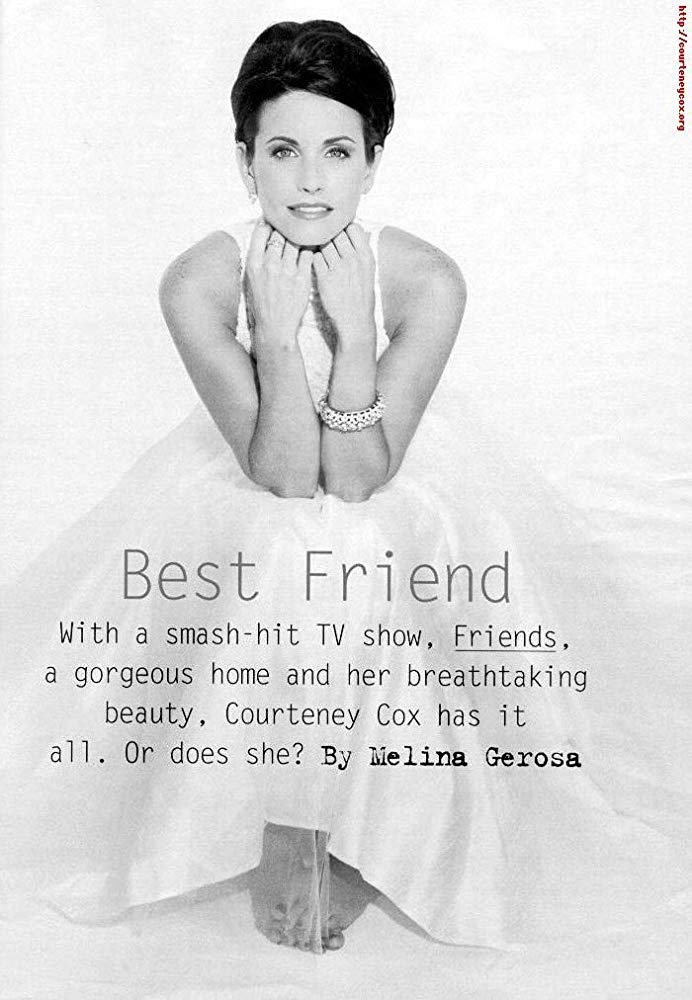 http://courteneycox.org
Best Friend
With a smash-hit TV show, Friends,
a gorgeous home and her breathtaking
beauty, Courteney Cox has it
all. Or does she? By Melina Gerosa